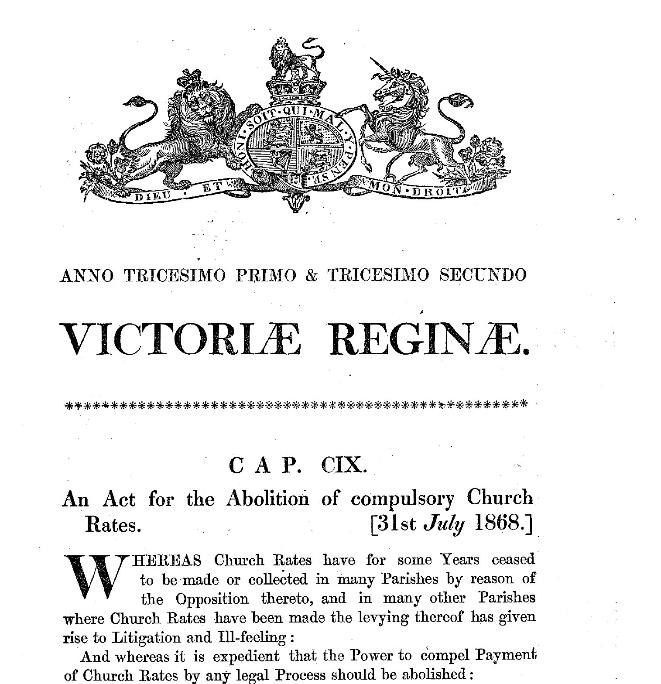 HONI·SOIT·QUI·MAL·Y·PENSE
DIEU · ET MON·DROIT
ANNO TRICESIMO PRIMO & TRICESIMO SECUNDO
VICTORIÆ REGINÆ.
CAP. CIX.
An Act for the Abolition of compulsory Church
Rates. [31st July 1868.]
WHEREAS Church Rates have for some Years ceased
to be made or collected in many Parishes by reason of
the Opposition thereto, and in many other Parishes
where Church Rates have been made the levying thereof has given
rise to Litigation and Ill-feeling :
And whereas it is expedient that the Power to compel Payment
of Church Rates by any legal Process should be abolished :